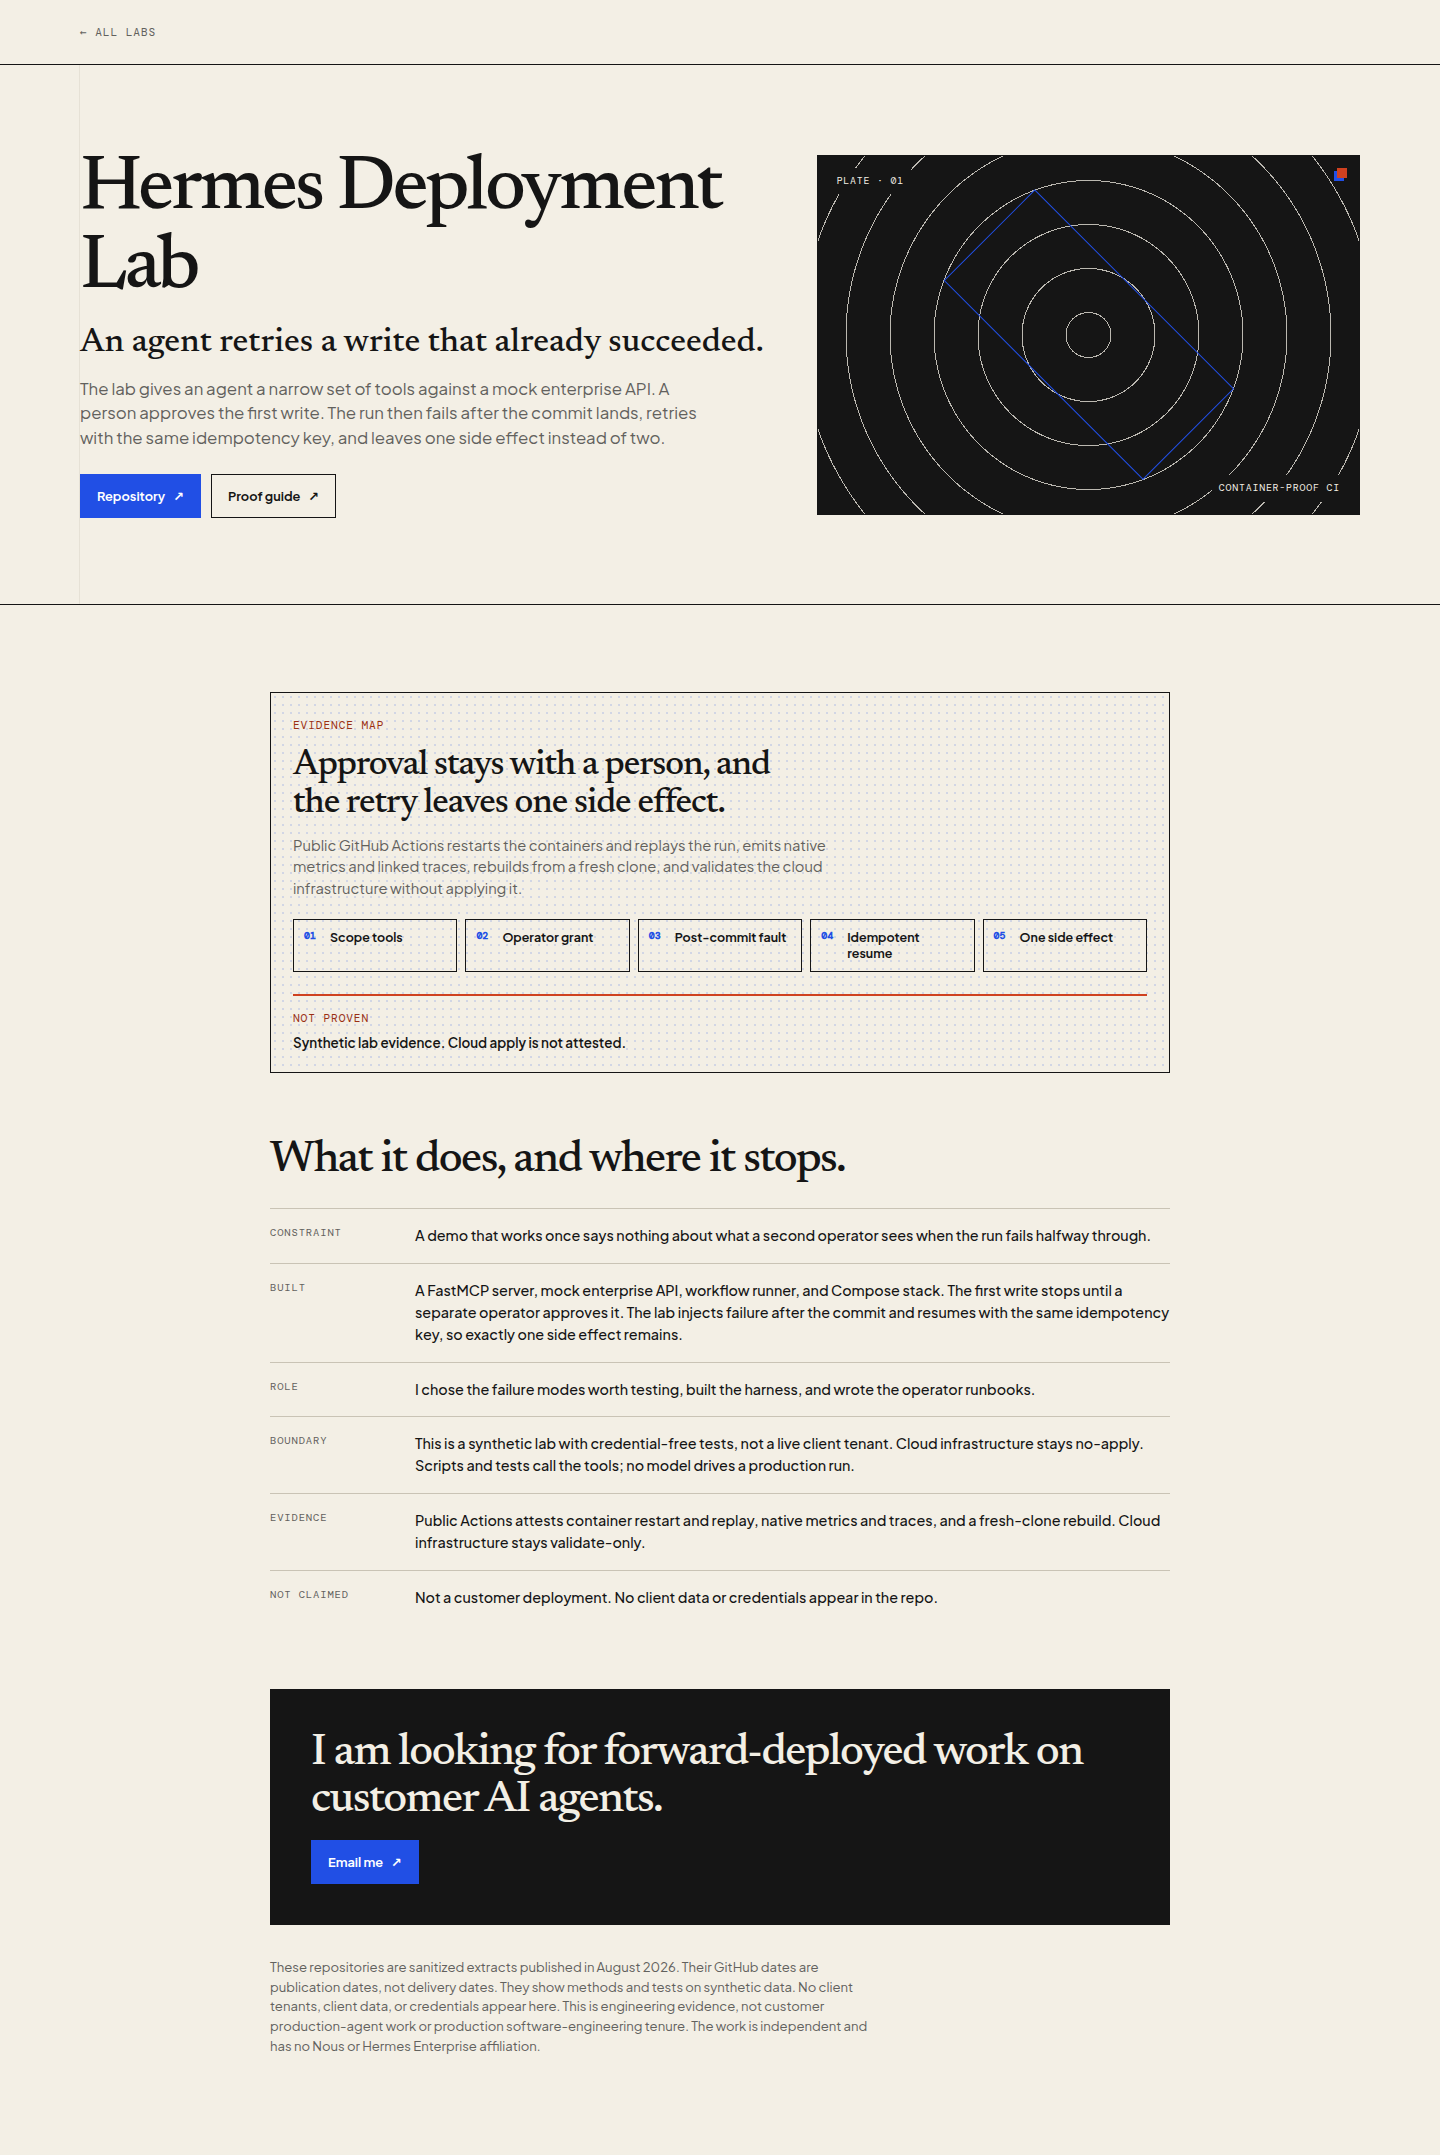 ← ALL LABS
Hermes Deployment
Lab
An agent retries a write that already succeeded.
The lab gives an agent a narrow set of tools against a mock enterprise API. A
person approves the first write. The run then fails after the commit lands, retries
with the same idempotency key, and leaves one side effect instead of two.
Repository ↗
Proof guide ↗
PLATE · 01
CONTAINER-PROOF CI
EVIDENCE MAP
Approval stays with a person, and
the retry leaves one side effect.
Public GitHub Actions restarts the containers and replays the run, emits native
metrics and linked traces, rebuilds from a fresh clone, and validates the cloud
infrastructure without applying it.
01 Scope tools
02 Operator grant
03 Post-commit fault
04 Idempotent
resume
05 One side effect
NOT PROVEN
Synthetic lab evidence. Cloud apply is not attested.
What it does, and where it stops.
CONSTRAINT
A demo that works once says nothing about what a second operator sees when the run fails halfway through.
BUILT
A FastMCP server, mock enterprise API, workflow runner, and Compose stack. The first write stops until a
separate operator approves it. The lab injects failure after the commit and resumes with the same idempotency
key, so exactly one side effect remains.
ROLE
I chose the failure modes worth testing, built the harness, and wrote the operator runbooks.
BOUNDARY
This is a synthetic lab with credential-free tests, not a live client tenant. Cloud infrastructure stays no-apply.
Scripts and tests call the tools; no model drives a production run.
EVIDENCE
Public Actions attests container restart and replay, native metrics and traces, and a fresh-clone rebuild. Cloud
infrastructure stays validate-only.
NOT CLAIMED
Not a customer deployment. No client data or credentials appear in the repo.
I am looking for forward-deployed work on
customer AI agents.
Email me ↗
These repositories are sanitized extracts published in August 2026. Their GitHub dates are
publication dates, not delivery dates. They show methods and tests on synthetic data. No client
tenants, client data, or credentials appear here. This is engineering evidence, not customer
production-agent work or production software-engineering tenure. The work is independent and
has no Nous or Hermes Enterprise affiliation.